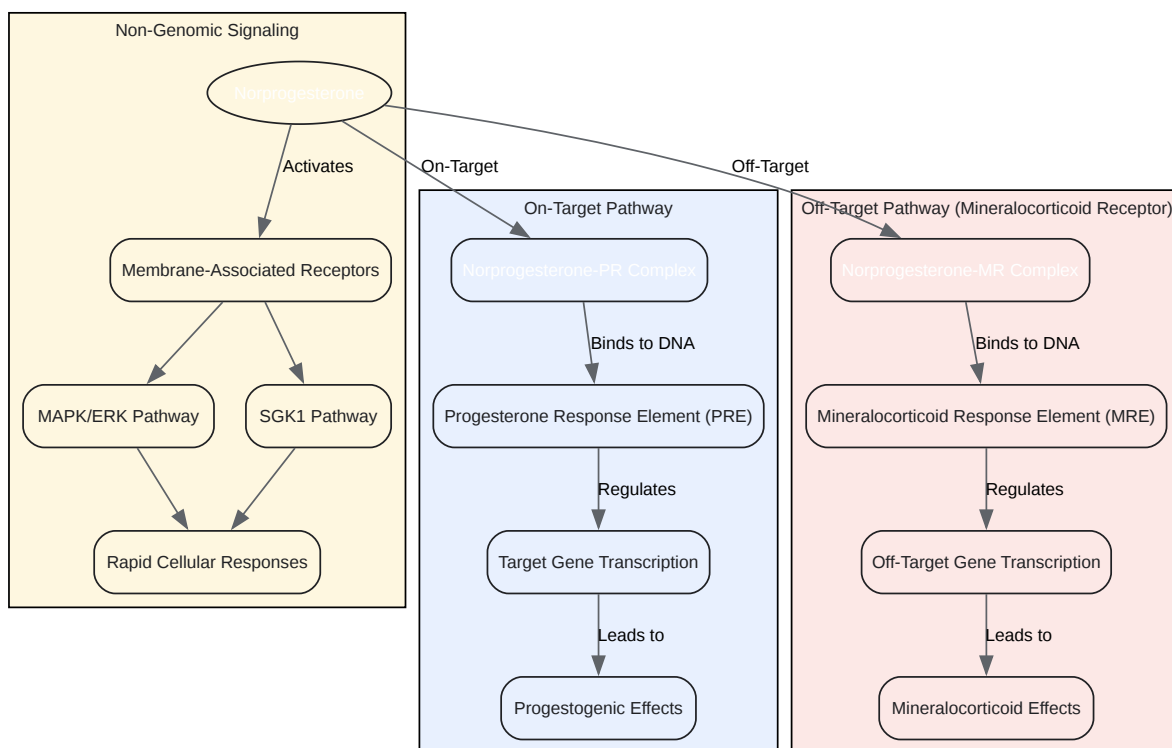 Non-Genomic Signaling
Norprogesterone
Activates
On-Target
Off-Target
On-Target Pathway
Off-Target Pathway (Mineralocorticoid Receptor)
Membrane-Associated Receptors
Norprogesterone-PR Complex
Norprogesterone-MR Complex
Binds to DNA
Binds to DNA
MAPK/ERK Pathway
SGK1 Pathway
Progesterone Response Element (PRE)
Mineralocorticoid Response Element (MRE)
Regulates
Regulates
Rapid Cellular Responses
Target Gene Transcription
Off-Target Gene Transcription
Leads to
Leads to
Progestogenic Effects
Mineralocorticoid Effects